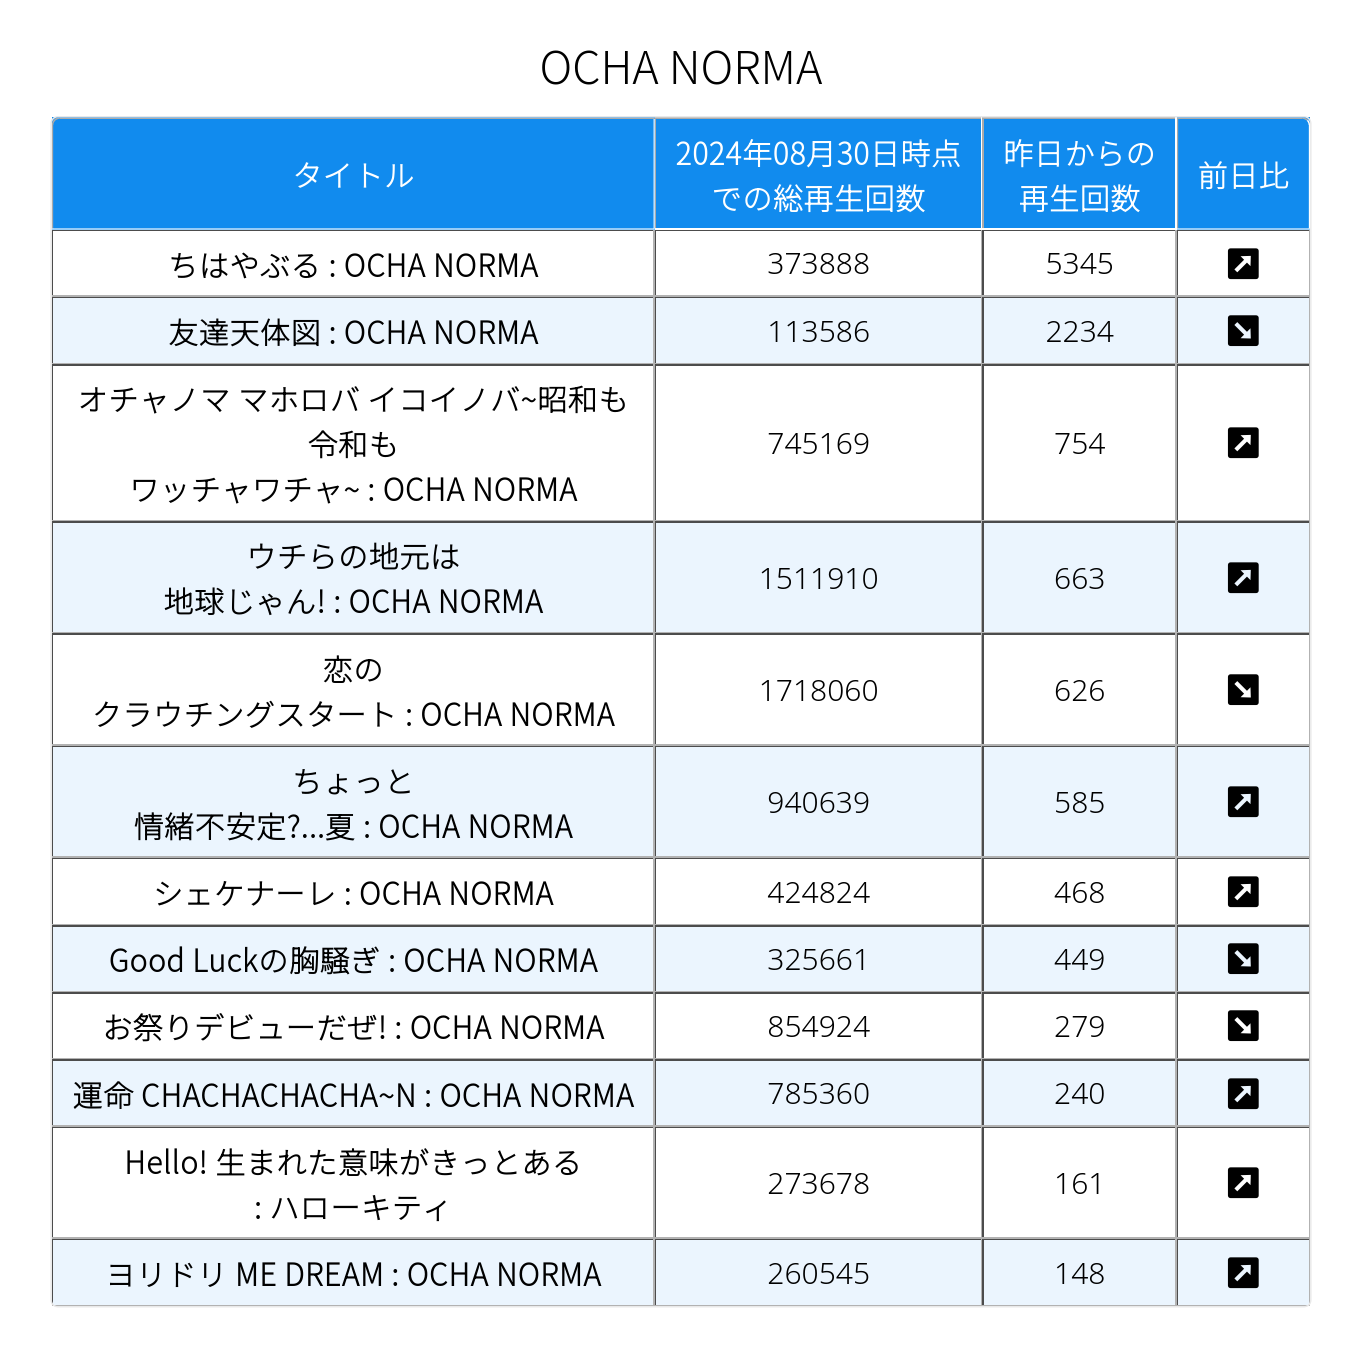 OCHA NORMA
タイトル
2024年08月30日時点
での総再生回数
昨日からの
再生回数
前日比
ちはやぶる : OCHA NORMA
373888
5345
友達天体図 : OCHA NORMA
113586
2234
オチャノマ マホロバ イコイノバ~昭和も
令和も
ワッチャワチャ~ : OCHA NORMA
745169
754
ウチらの地元は
地球じゃん! : OCHA NORMA
1511910
663
恋の
クラウチングスタート : OCHA NORMA
1718060
626
ちょっと
情緒不安定?...夏 : OCHA NORMA
940639
585
シェケナーレ : OCHA NORMA
424824
468
Good Luckの胸騒ぎ : OCHA NORMA
325661
449
お祭りデビューだぜ! : OCHA NORMA
854924
279
運命 CHACHACHACHA~N : OCHA NORMA
785360
240
Hello! 生まれた意味がきっとある
: ハローキティ
273678
161
ヨリドリ ME DREAM : OCHA NORMA
260545
148